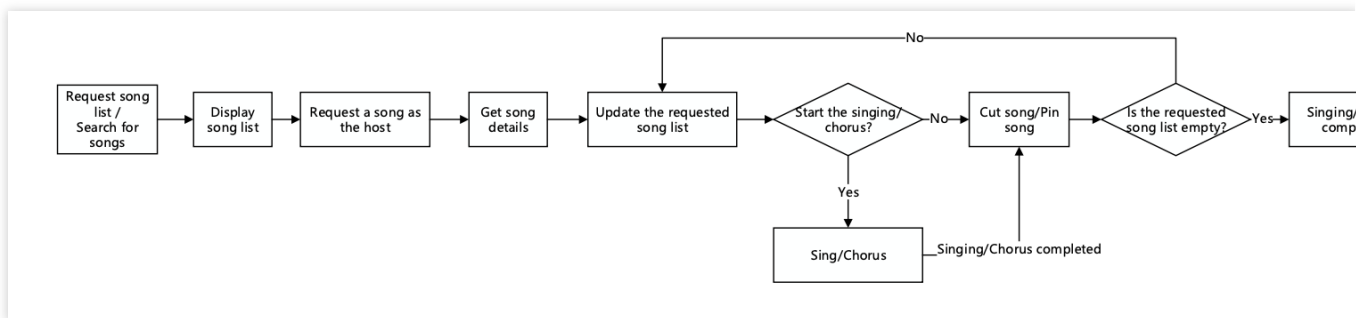 No
Request song
list /
Search for
songs
Display
song list
Request a song as
the host
Get song
details
Update the requested
song list
Start the singing/
chorus?
No
Cut song/Pin
song
Is the requested
song list empty?
Yes
Singing/
comp
Yes
Sing/Chorus
Singing/Chorus completed